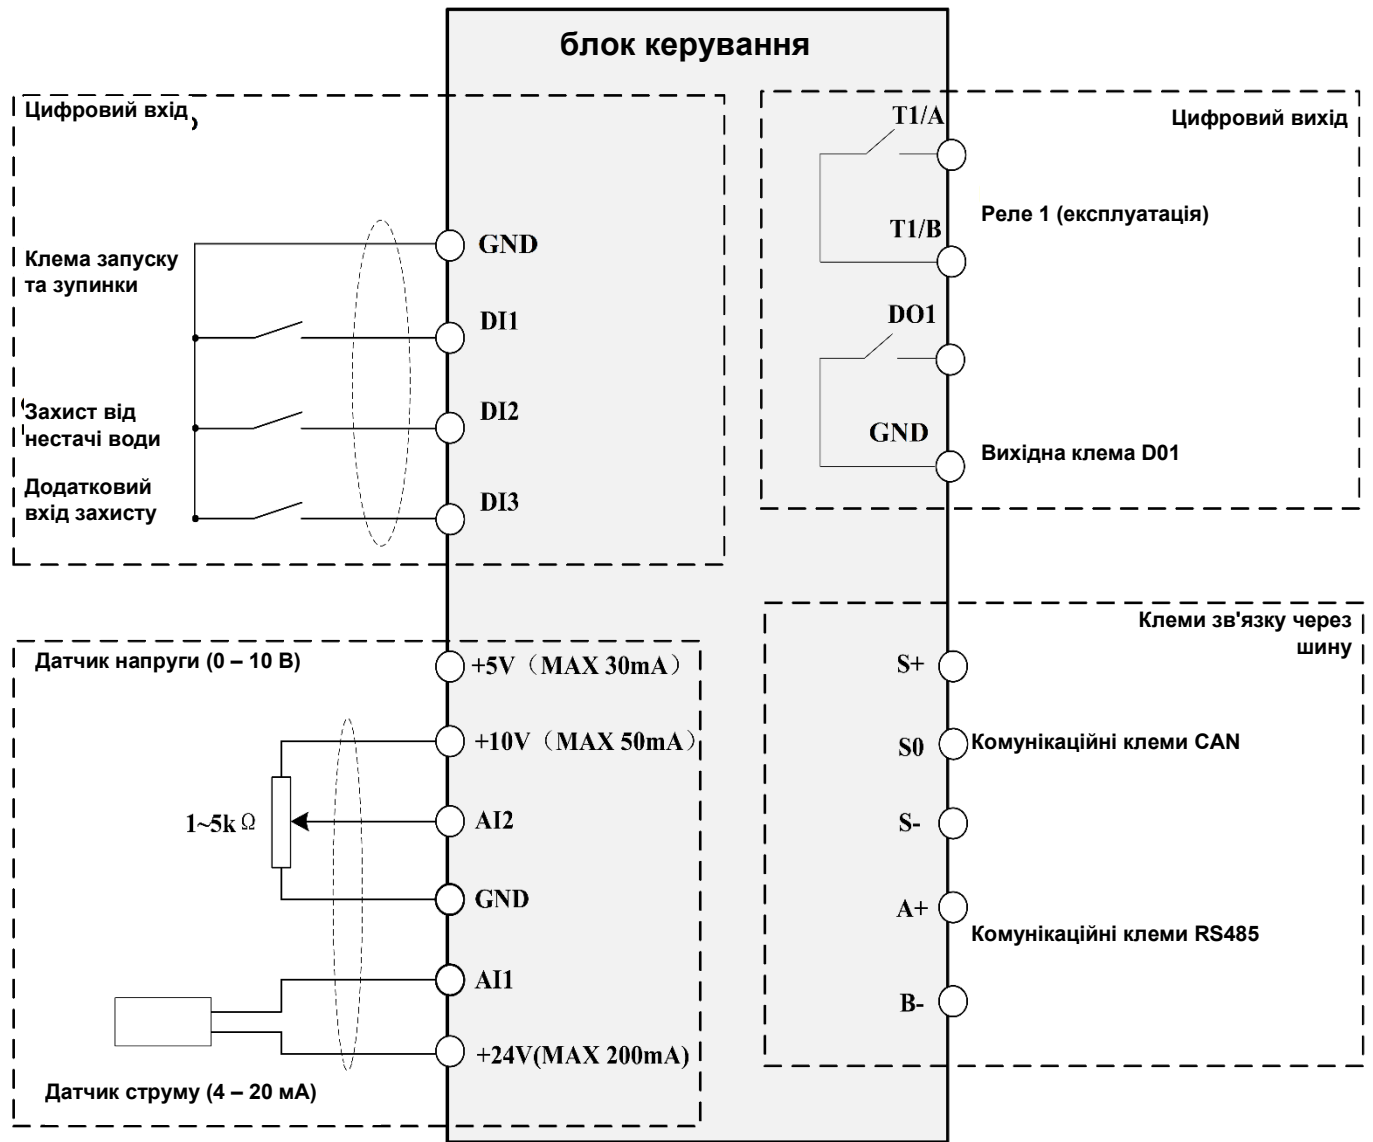 блок керування
Цифровий вхід
Клема запуску
та зупинки
Захист від
нестачі води
Додатковий
вхід захисту
GND
DI1
DI2
DI3
T1/A
Цифровий вихід
Реле 1 (експлуатація)
T1/B
DO1
GND
Вихідна клема D01
Датчик напруги (0 – 10 В)
+5V（MAX 30mA）
+10V（MAX 50mA）
1~5k Ω
AI2
GND
AI1
+24V(MAX 200mA)
Датчик струму (4 – 20 мА)
Клеми зв'язку через
шину
S+
S0
Комунікаційні клеми CAN
S-
A+
Комунікаційні клеми RS485
B-